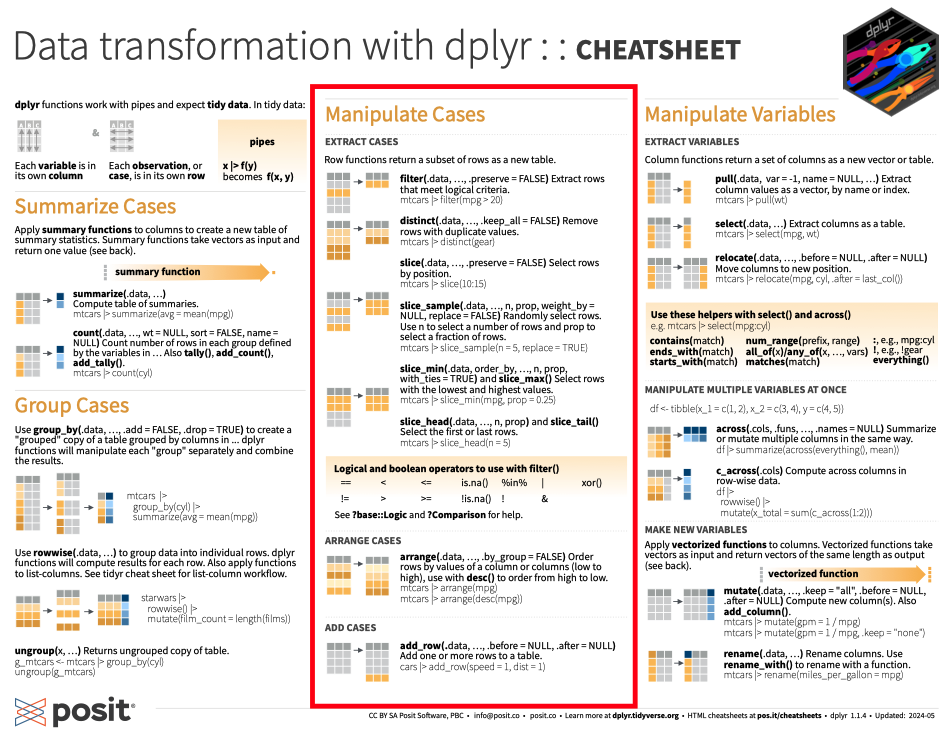 Data transformation with dplyr : : CHEATSHEET
dplyr
dplyr functions work with pipes and expect tidy data. In tidy data:
A B C
A B C
&
pipes
Each variable is in
its own column
Each observation, or
case, is in its own row
x |> f(y)
becomes f(x, y)
Summarize Cases
Apply summary functions to columns to create a new table of
summary statistics. Summary functions take vectors as input and
return one value (see back).
summary function
summarize(.data, …)
Compute table of summaries.
mtcars |> summarize(avg = mean(mpg))
count(.data, …, wt = NULL, sort = FALSE, name =
NULL) Count number of rows in each group defined
by the variables in … Also tally(), add_count(),
add_tally().
mtcars |> count(cyl)
Group Cases
Use group_by(.data, …, .add = FALSE, .drop = TRUE) to create a
"grouped" copy of a table grouped by columns in ... dplyr
functions will manipulate each "group" separately and combine
the results.
mtcars |>
group_by(cyl) |>
summarize(avg = mean(mpg))
Use rowwise(.data, …) to group data into individual rows. dplyr
functions will compute results for each row. Also apply functions
to list-columns. See tidyr cheat sheet for list-column workflow.
starwars |>
rowwise() |>
mutate(film_count = length(films))
ungroup(x, …) Returns ungrouped copy of table.
g_mtcars <- mtcars |> group_by(cyl)
ungroup(g_mtcars)
Manipulate Cases
EXTRACT CASES
Row functions return a subset of rows as a new table.
filter(.data, …, .preserve = FALSE) Extract rows
that meet logical criteria.
mtcars |> filter(mpg > 20)
distinct(.data, …, .keep_all = FALSE) Remove
rows with duplicate values.
mtcars |> distinct(gear)
slice(.data, …, .preserve = FALSE) Select rows
by position.
mtcars |> slice(10:15)
slice_sample(.data, …, n, prop, weight_by =
NULL, replace = FALSE) Randomly select rows.
Use n to select a number of rows and prop to
select a fraction of rows.
mtcars |> slice_sample(n = 5, replace = TRUE)
slice_min(.data, order_by, …, n, prop,
with_ties = TRUE) and slice_max() Select rows
with the lowest and highest values.
mtcars |> slice_min(mpg, prop = 0.25)
slice_head(.data, …, n, prop) and slice_tail()
Select the first or last rows.
mtcars |> slice_head(n = 5)
Logical and boolean operators to use with filter()
== < <= is.na() %in% | xor()
!= > >= !is.na() ! &
See ?base::Logic and ?Comparison for help.
ARRANGE CASES
arrange(.data, …, .by_group = FALSE) Order
rows by values of a column or columns (low to
high), use with desc() to order from high to low.
mtcars |> arrange(mpg)
mtcars |> arrange(desc(mpg))
ADD CASES
add_row(.data, …, .before = NULL, .after = NULL)
Add one or more rows to a table.
cars |> add_row(speed = 1, dist = 1)
Manipulate Variables
EXTRACT VARIABLES
Column functions return a set of columns as a new vector or table.
pull(.data, var = -1, name = NULL, …) Extract
column values as a vector, by name or index.
mtcars |> pull(wt)
select(.data, …) Extract columns as a table.
mtcars |> select(mpg, wt)
relocate(.data, …, .before = NULL, .after = NULL)
Move columns to new position.
mtcars |> relocate(mpg, cyl, .after = last_col())
Use these helpers with select() and across()
e.g. mtcars |> select(mpg:cyl)
contains(match) num_range(prefix, range) :, e.g., mpg:cyl
ends_with(match) all_of(x)/any_of(x, …, vars) !, e.g., !gear
starts_with(match) matches(match) everything()
MANIPULATE MULTIPLE VARIABLES AT ONCE
df <- tibble(x_1 = c(1, 2), x_2 = c(3, 4), y = c(4, 5))
across(.cols, .funs, …, .names = NULL) Summarize
or mutate multiple columns in the same way.
df |> summarize(across(everything(), mean))
c_across(.cols) Compute across columns in
row-wise data.
df |>
rowwise() |>
mutate(x_total = sum(c_across(1:2)))
MAKE NEW VARIABLES
Apply vectorized functions to columns. Vectorized functions take
vectors as input and return vectors of the same length as output
(see back).
vectorized function
mutate(.data, …, .keep = "all", .before = NULL,
.after = NULL) Compute new column(s). Also
add_column().
mtcars |> mutate(gpm = 1 / mpg)
mtcars |> mutate(gpm = 1 / mpg, .keep = "none")
rename(.data, …) Rename columns. Use
rename_with() to rename with a function.
mtcars |> rename(miles_per_gallon = mpg)
posit
CC BY SA Posit Software, PBC • info@posit.co • posit.co • Learn more at dplyr.tidyverse.org • HTML cheatsheets at pos.it/cheatsheets • dplyr 1.1.4 • Updated: 2024-05